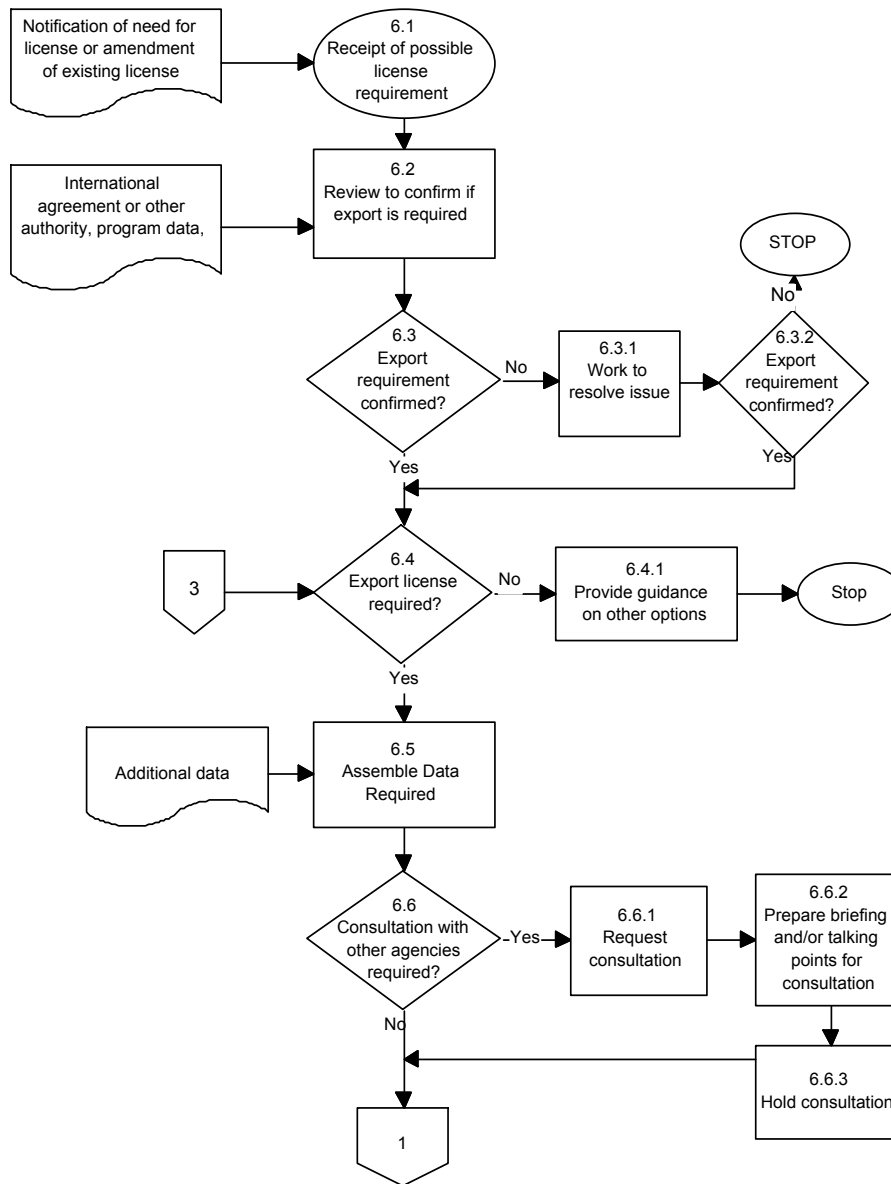 Notification of need for
license or amendment
of existing license
6.1
Receipt of possible
license
requirement
International
agreement or other
authority, program data,
6.2
Review to confirm if
export is required
STOP
No
6.3
Export
requirement
confirmed?
No
6.3.1
Work to
resolve issue
6.3.2
Export
requirement
confirmed?
Yes
Yes
3
6.4
Export license
required?
No
6.4.1
Provide guidance
on other options
Stop
Yes
Additional data
6.5
Assemble Data
Required
6.6
Consultation with
other agencies
required?
Yes
6.6.1
Request
consultation
6.6.2
Prepare briefing
and/or talking
points for
consultation
No
6.6.3
Hold consultation
1